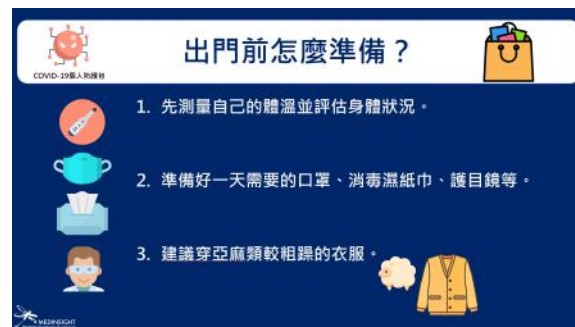 出門前怎麼準備？
COVID-19個人防護包
1. 先測量自己的體溫並評估身體狀況。
2. 準備好一天需要的口罩、消毒濕紙巾、護目鏡等。
3. 建議穿亞麻類較粗躁的衣服。
MEDINSIGHT